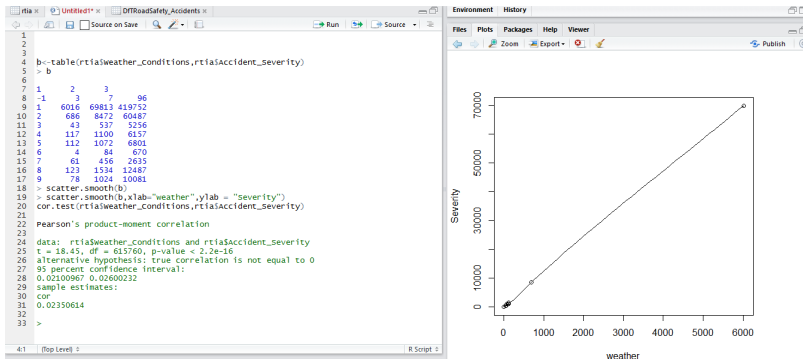 rtia ×
Untitled1* ×
DfTRoadSafety_Accidents ×
Source on Save
Run
Source
1
2
3
4 b<-table(rtia$Weather_Conditions,rtia$Accident_Severity)
5 > b
6
7 1 2 3
8 -1 3 7 96
9 1 6016 69813 419752
10 2 686 8472 60487
11 3 43 537 5256
12 4 117 1100 6157
13 5 112 1072 6801
14 6 4 84 670
15 7 61 456 2635
16 8 123 1534 12487
17 9 78 1024 10081
18 > scatter.smooth(b)
19 > scatter.smooth(b,xlab="weather",ylab = "Severity")
20 cor.test(rtia$Weather_Conditions,rtia$Accident_Severity)
21
22 Pearson's product-moment correlation
23
24 data: rtia$Weather_Conditions and rtia$Accident_Severity
25 t = 18.45, df = 615760, p-value < 2.2e-16
26 alternative hypothesis: true correlation is not equal to 0
27 95 percent confidence interval:
28 0.02100967 0.02600232
29 sample estimates:
30 cor
31 0.02350614
32
33 >
4:1 (Top Level)
R Script
Environment History
Files Plots Packages Help Viewer
Zoom Export Publish
70000
50000
30000
10000
0
Severity
0 1000 2000 3000 4000 5000 6000
weather